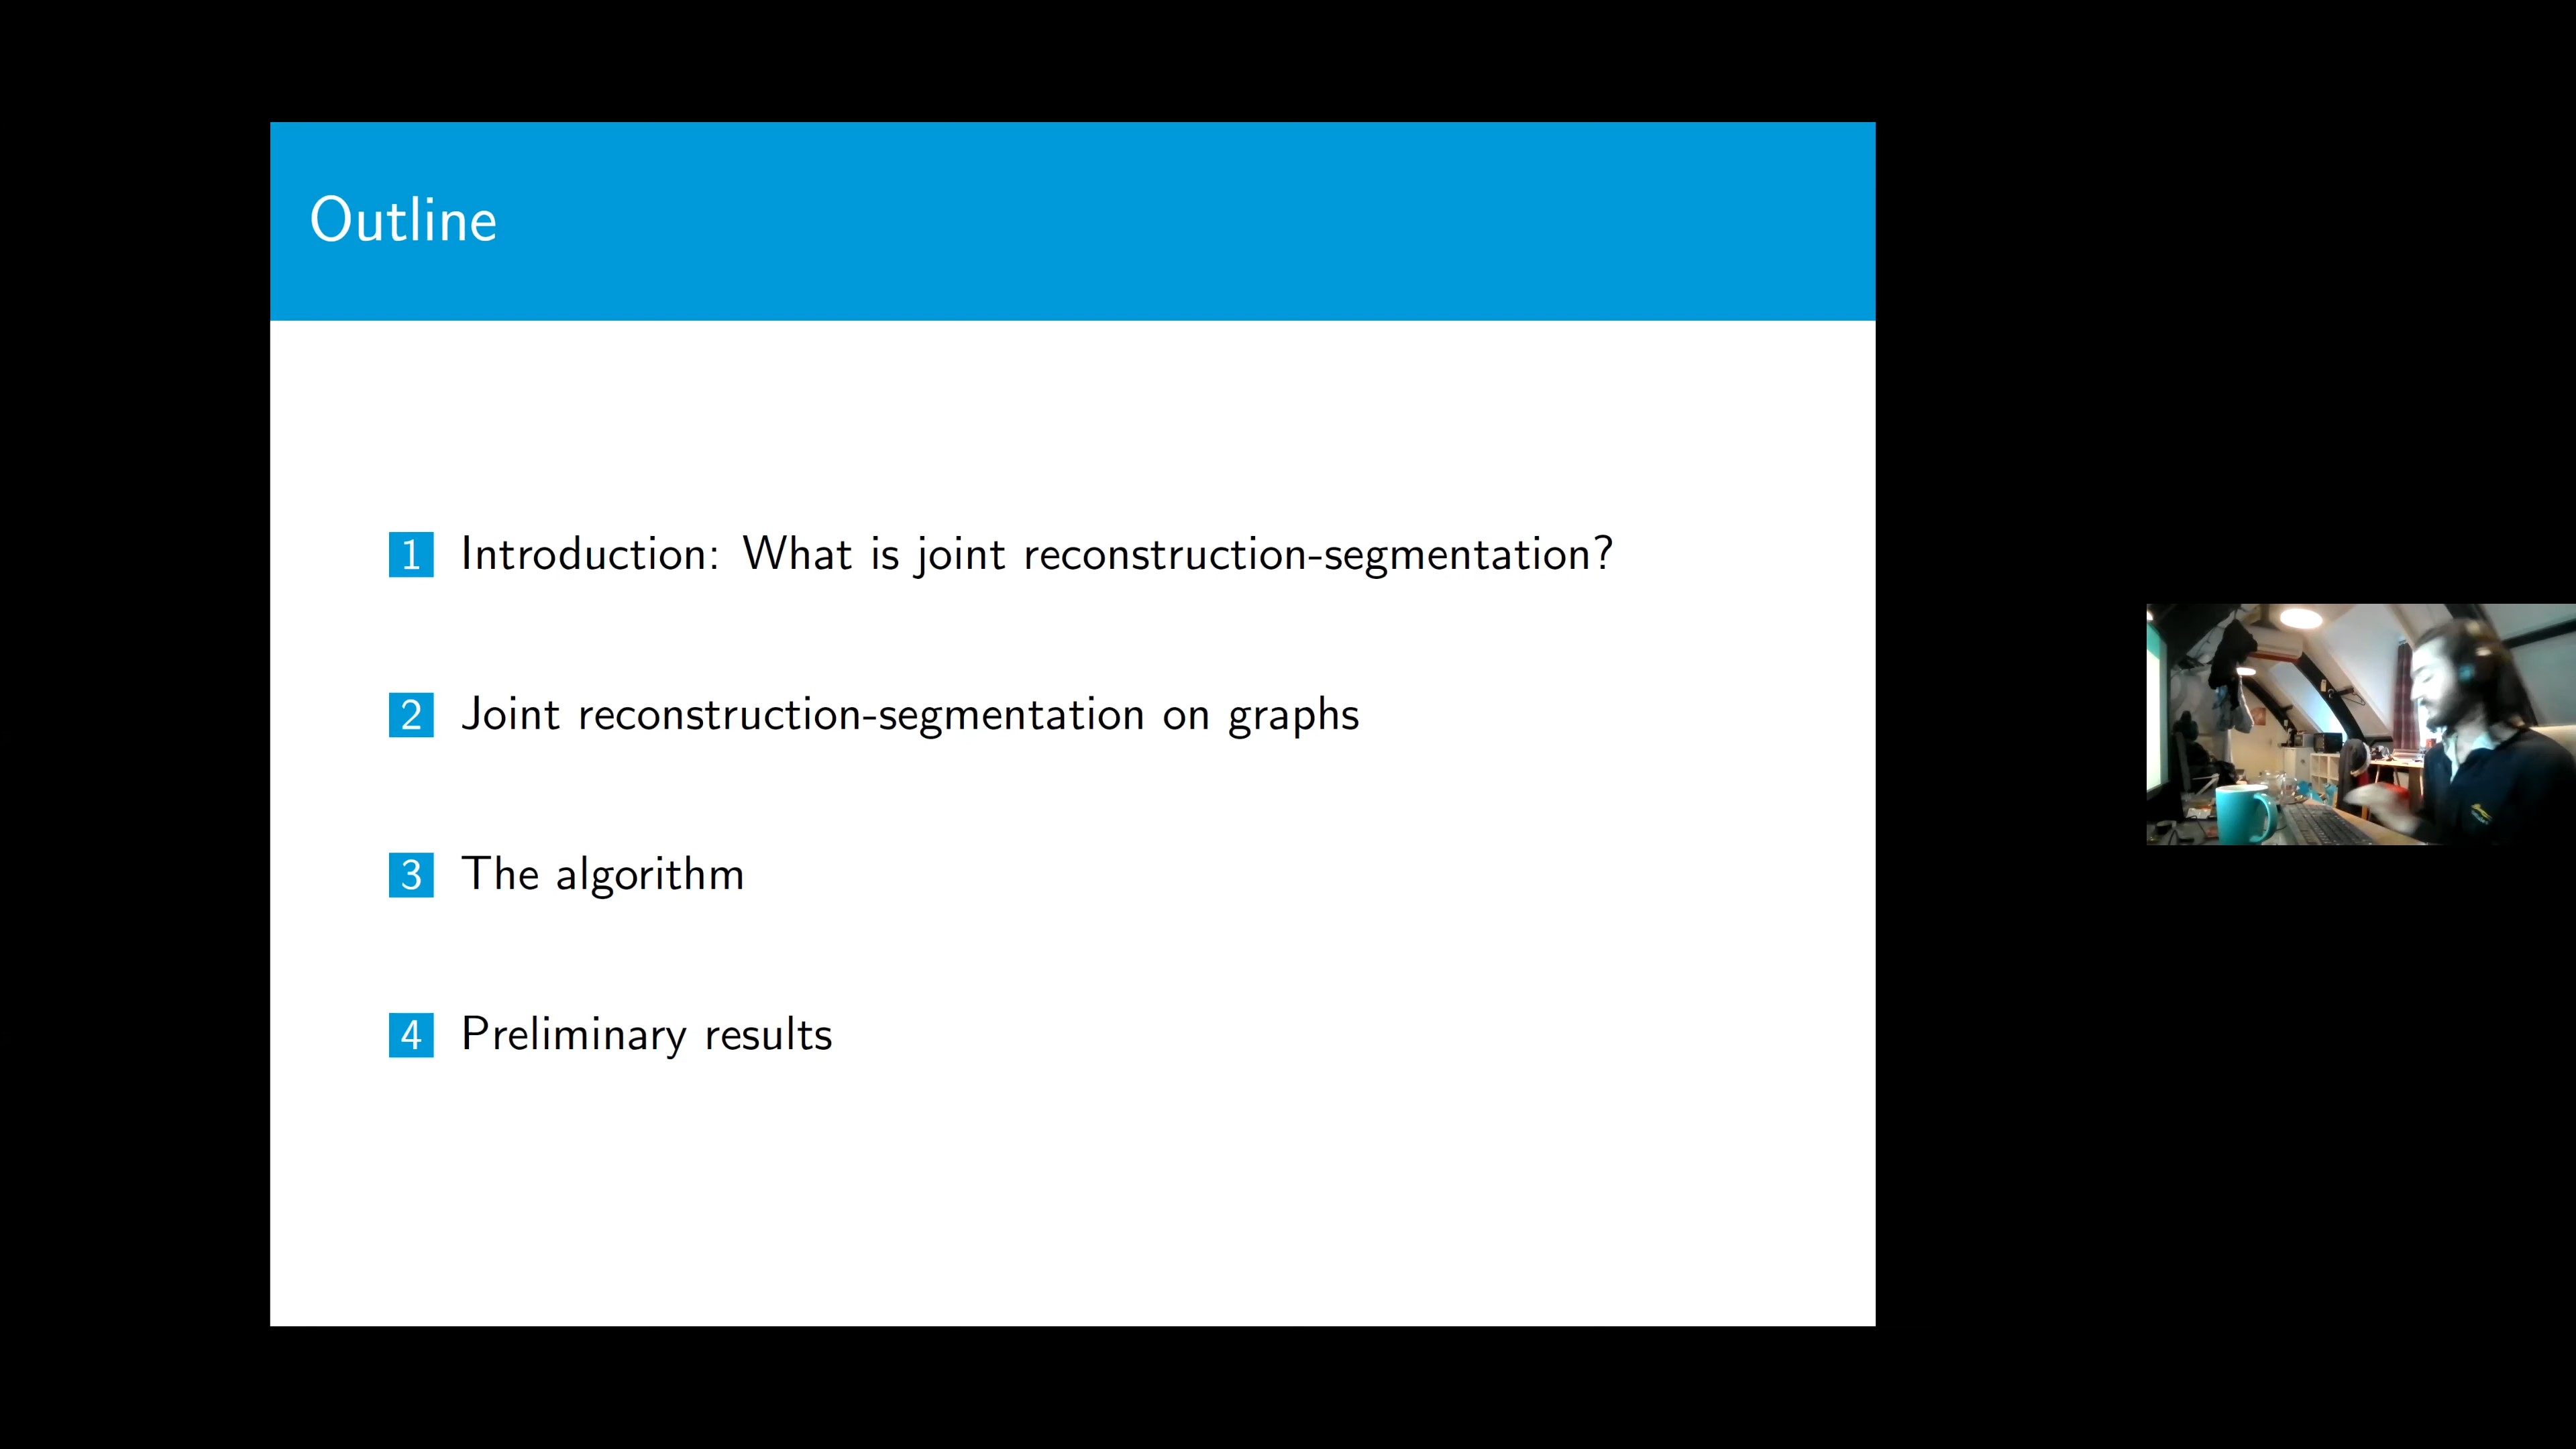 Outline
1 Introduction: What is joint reconstruction-segmentation?
2 Joint reconstruction-segmentation on graphs
3 The algorithm
4 Preliminary results